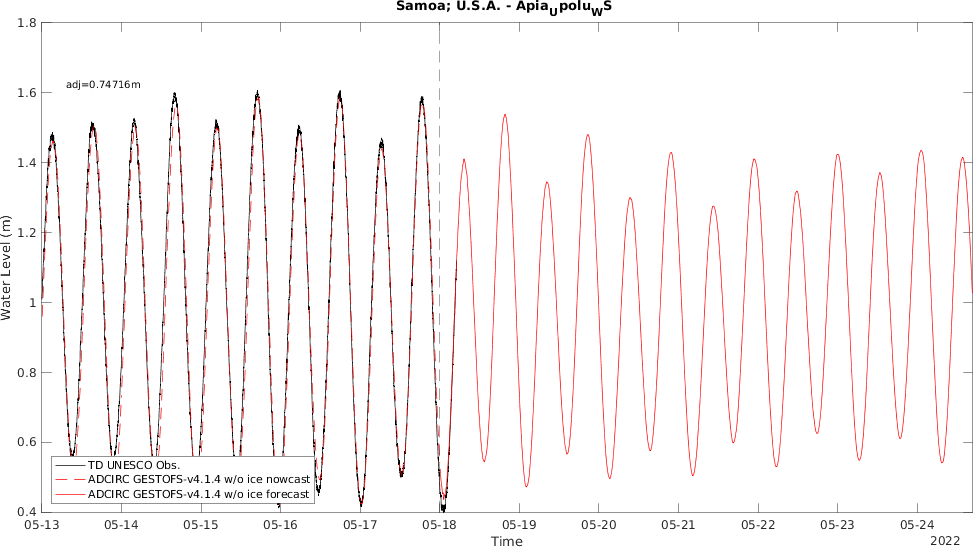 Samoa; U.S.A. - ApiaUpoluWS
1.8
1.6
1.4
1.2
1
0.8
0.6
0.4
Water Level (m)
adj=0.74716m
TD UNESCO Obs.
ADCIRC GESTOFS-v4.1.4 w/o ice nowcast
ADCIRC GESTOFS-v4.1.4 w/o ice forecast
05-13 05-14 05-15 05-16 05-17 05-18 05-19 05-20 05-21 05-22 05-23 05-24
Time
2022